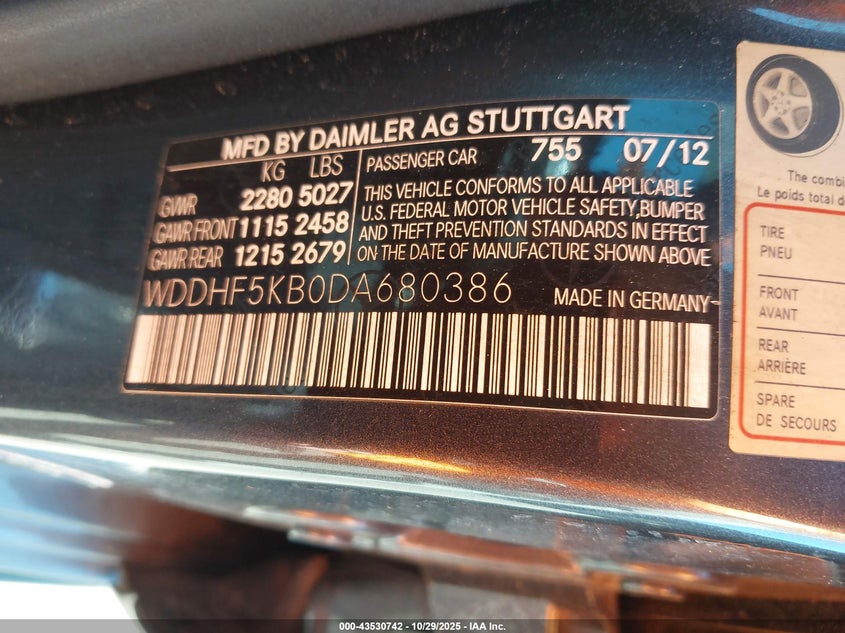 MFD BY DAIMLER AG STUTTGART
KG LBS
GVWR 2280 5027
GAWR FRONT 1115 2458
GAWR REAR 1215 2679
PASSENGER CAR 755 07/12
THIS VEHICLE CONFORMS TO ALL APPLICABLE
U.S. FEDERAL MOTOR VEHICLE SAFETY,BUMPER
AND THEFT PREVENTION STANDARDS IN EFFECT
ON THE DATE OF MANUFACTURE SHOWN ABOVE
WDDHF5KB0DA680386 MADE IN GERMANY
The combi
Le poids total d
TIRE
PNEU
FRONT
AVANT
REAR
ARRIÈRE
SPARE
DE SECOURS
000-43530742 - 10/29/2025 - IAA Inc.